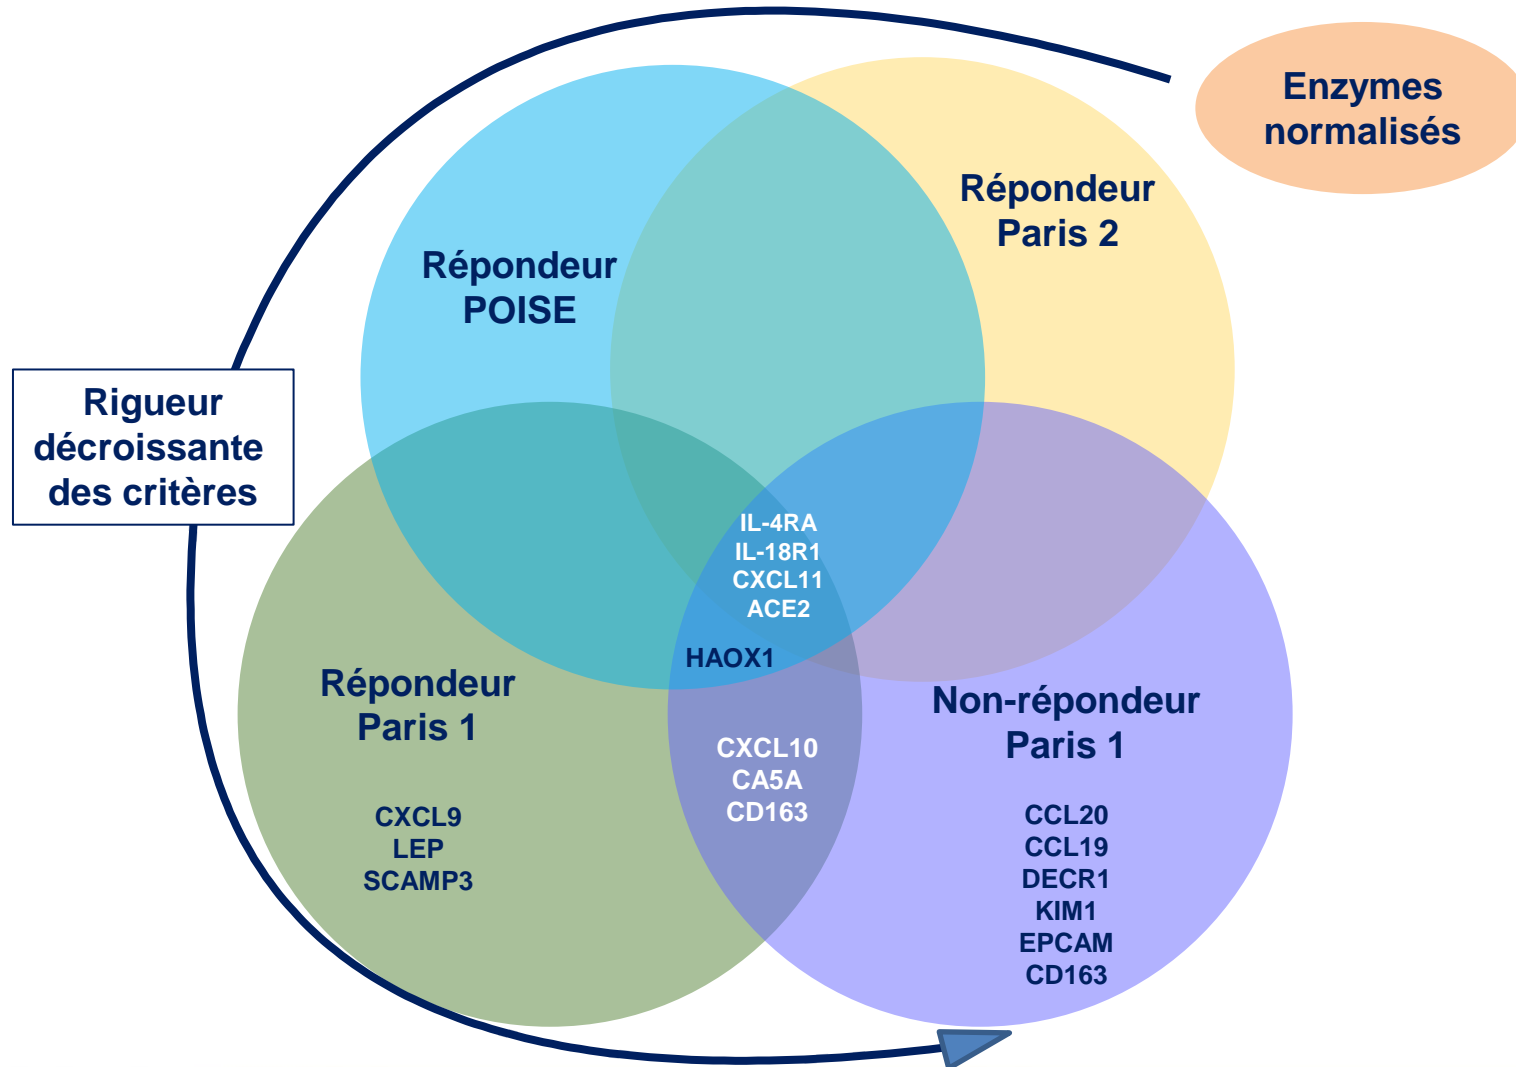 Enzymes
normalisés
Répondeur
Paris 2
Répondeur
POISE
Rigueur
décroissante
des critères
IL-4RA
IL-18R1
CXCL11
ACE2
HAOX1
Répondeur
Paris 1
Non-répondeur
Paris 1
CXCL10
CA5A
CD163
CXCL9
LEP
SCAMP3
CCL20
CCL19
DECR1
KIM1
EPCAM
CD163